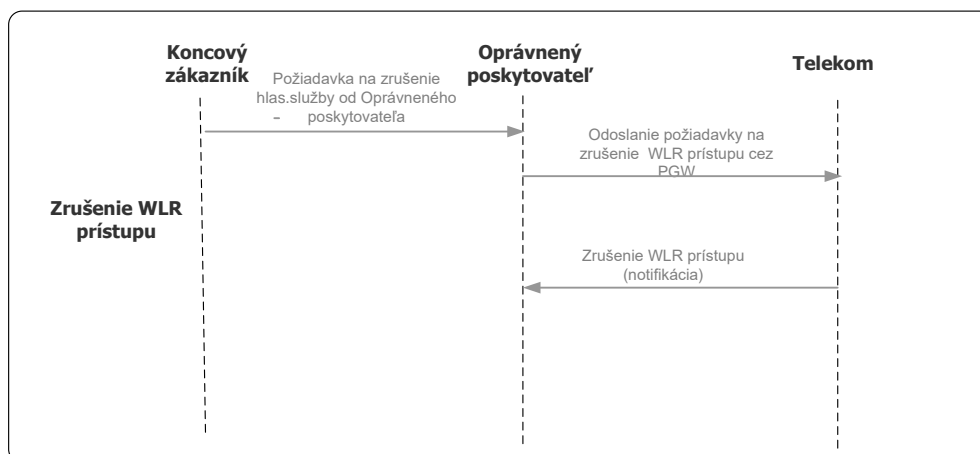 Koncový
zákazník
Oprávnený
poskytovateľ
Telekom
Požiadavka na zrušenie
hlas.služby od Oprávneného
- poskytovateľa
Odoslanie požiadavky na
zrušenie WLR prístupu cez
PGW
Zrušenie WLR
prístupu
Zrušenie WLR prístupu
(notifikácia)